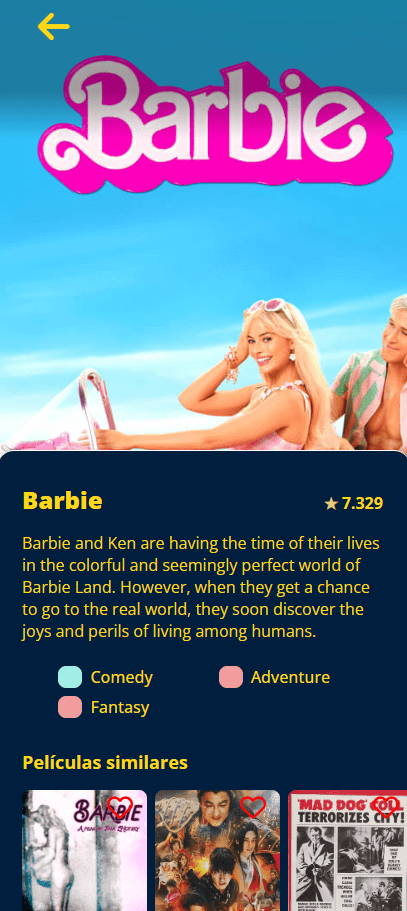 Barbie
Barbie
★ 7.329
Barbie and Ken are having the time of their lives
in the colorful and seemingly perfect world of
Barbie Land. However, when they get a chance
to go to the real world, they soon discover the
joys and perils of living among humans.
Comedy
Adventure
Fantasy
Películas similares
BARBIE
'MAD DOG' COLL
TERRORIZES CITY!